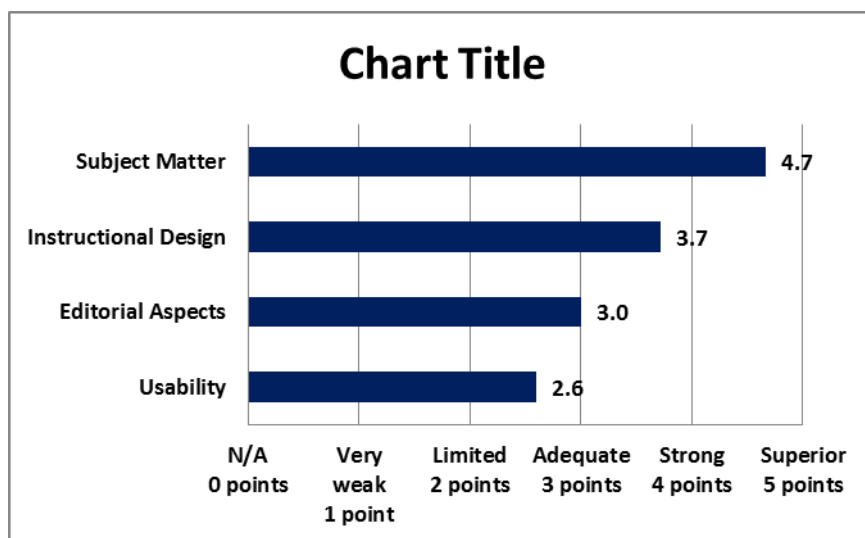 Chart Title
Subject Matter
4.7
Instructional Design
3.7
Editorial Aspects
3.0
Usability
2.6
N/A
0 points
Very
weak
1 point
Limited
2 points
Adequate
3 points
Strong
4 points
Superior
5 points